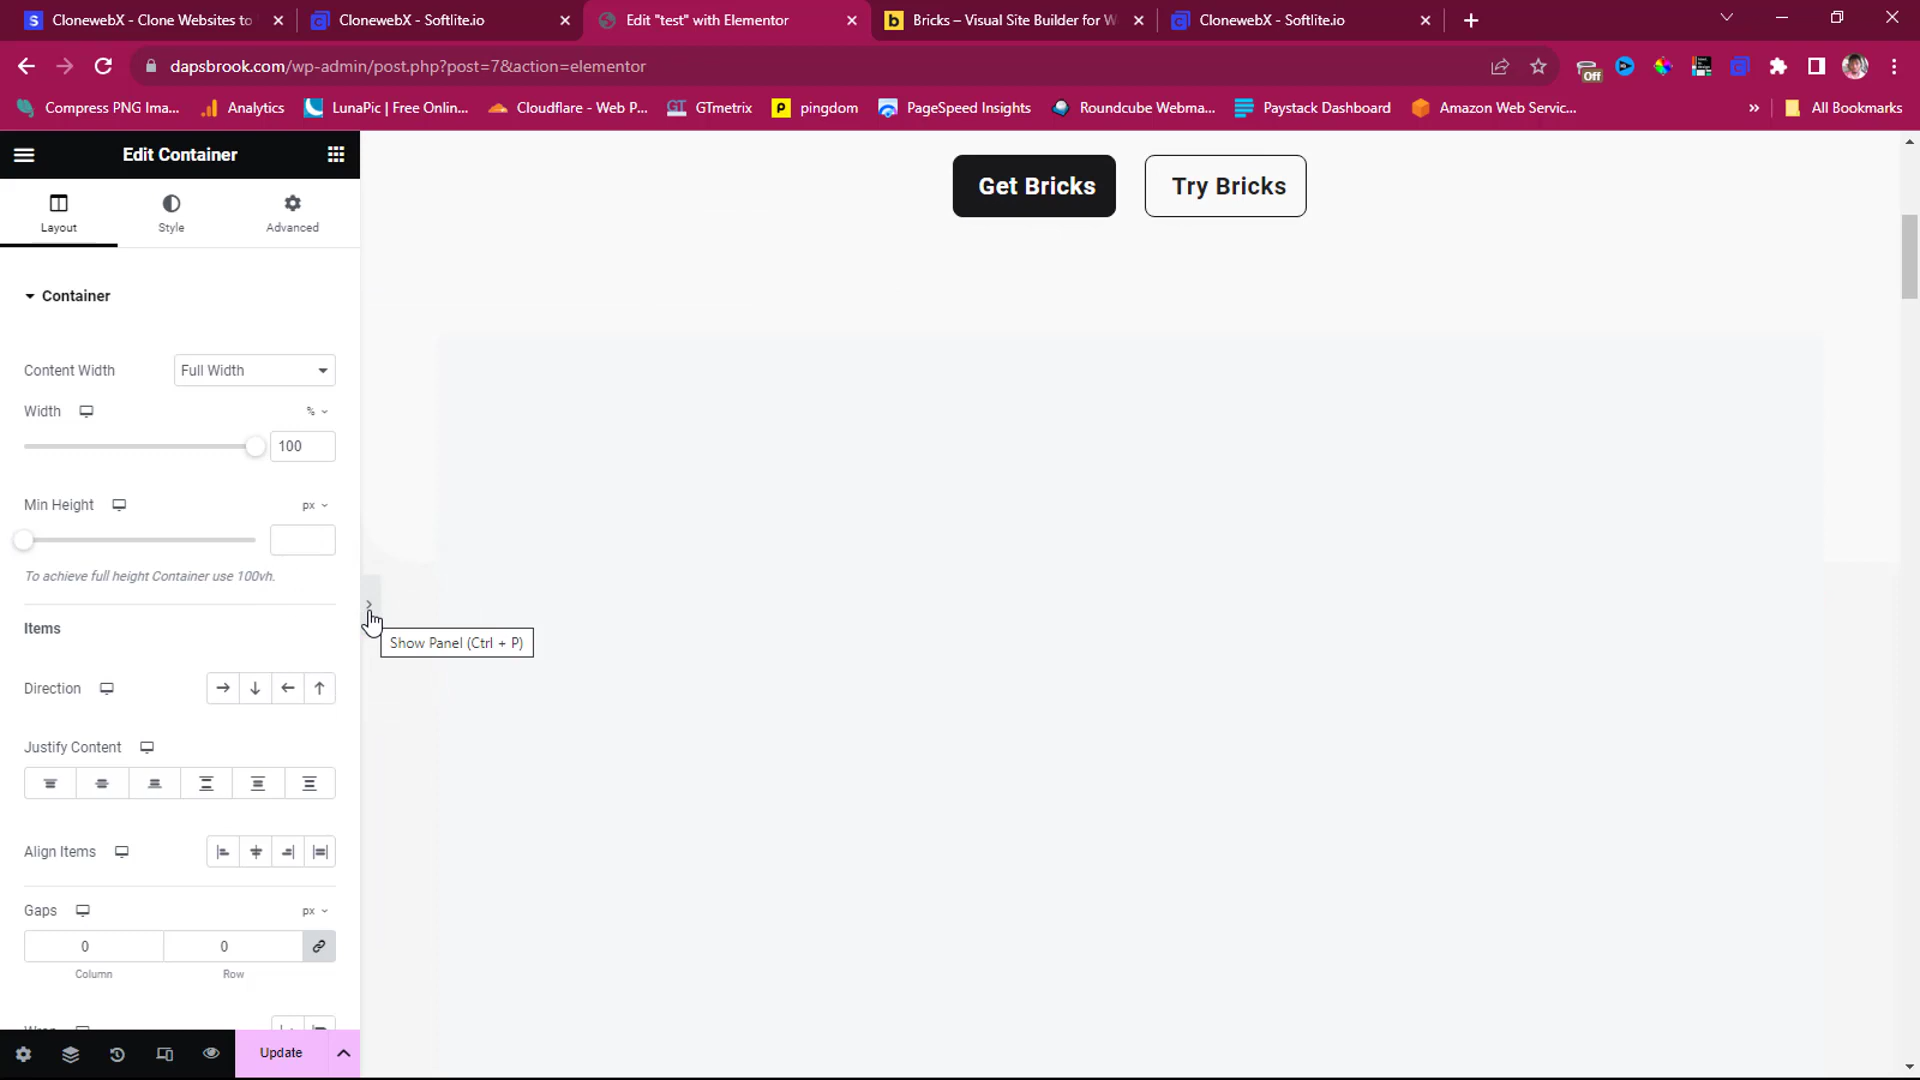 ClonewebX - Clone Websites to
ClonewebX - Softlite.io
Edit "test" with Elementor
Bricks – Visual Site Builder for W
ClonewebX - Softlite.io
dapsbrook.com/wp-admin/post.php?post=7&action=elementor
Off
Compress PNG Ima...
Analytics
LunaPic | Free Onlin...
Cloudflare - Web P...
GTmetrix
pingdom
PageSpeed Insights
Roundcube Webma...
Paystack Dashboard
Amazon Web Servic...
»
All Bookmarks
Edit Container
Layout
Style
Advanced
Get Bricks
Try Bricks
Container
Content Width
Full Width
Width
%
100
Min Height
px
To achieve full height Container use 100vh.
Show Panel (Ctrl + P)
Items
Direction
Justify Content
Align Items
Gaps
px
0
0
Column
Row
Update